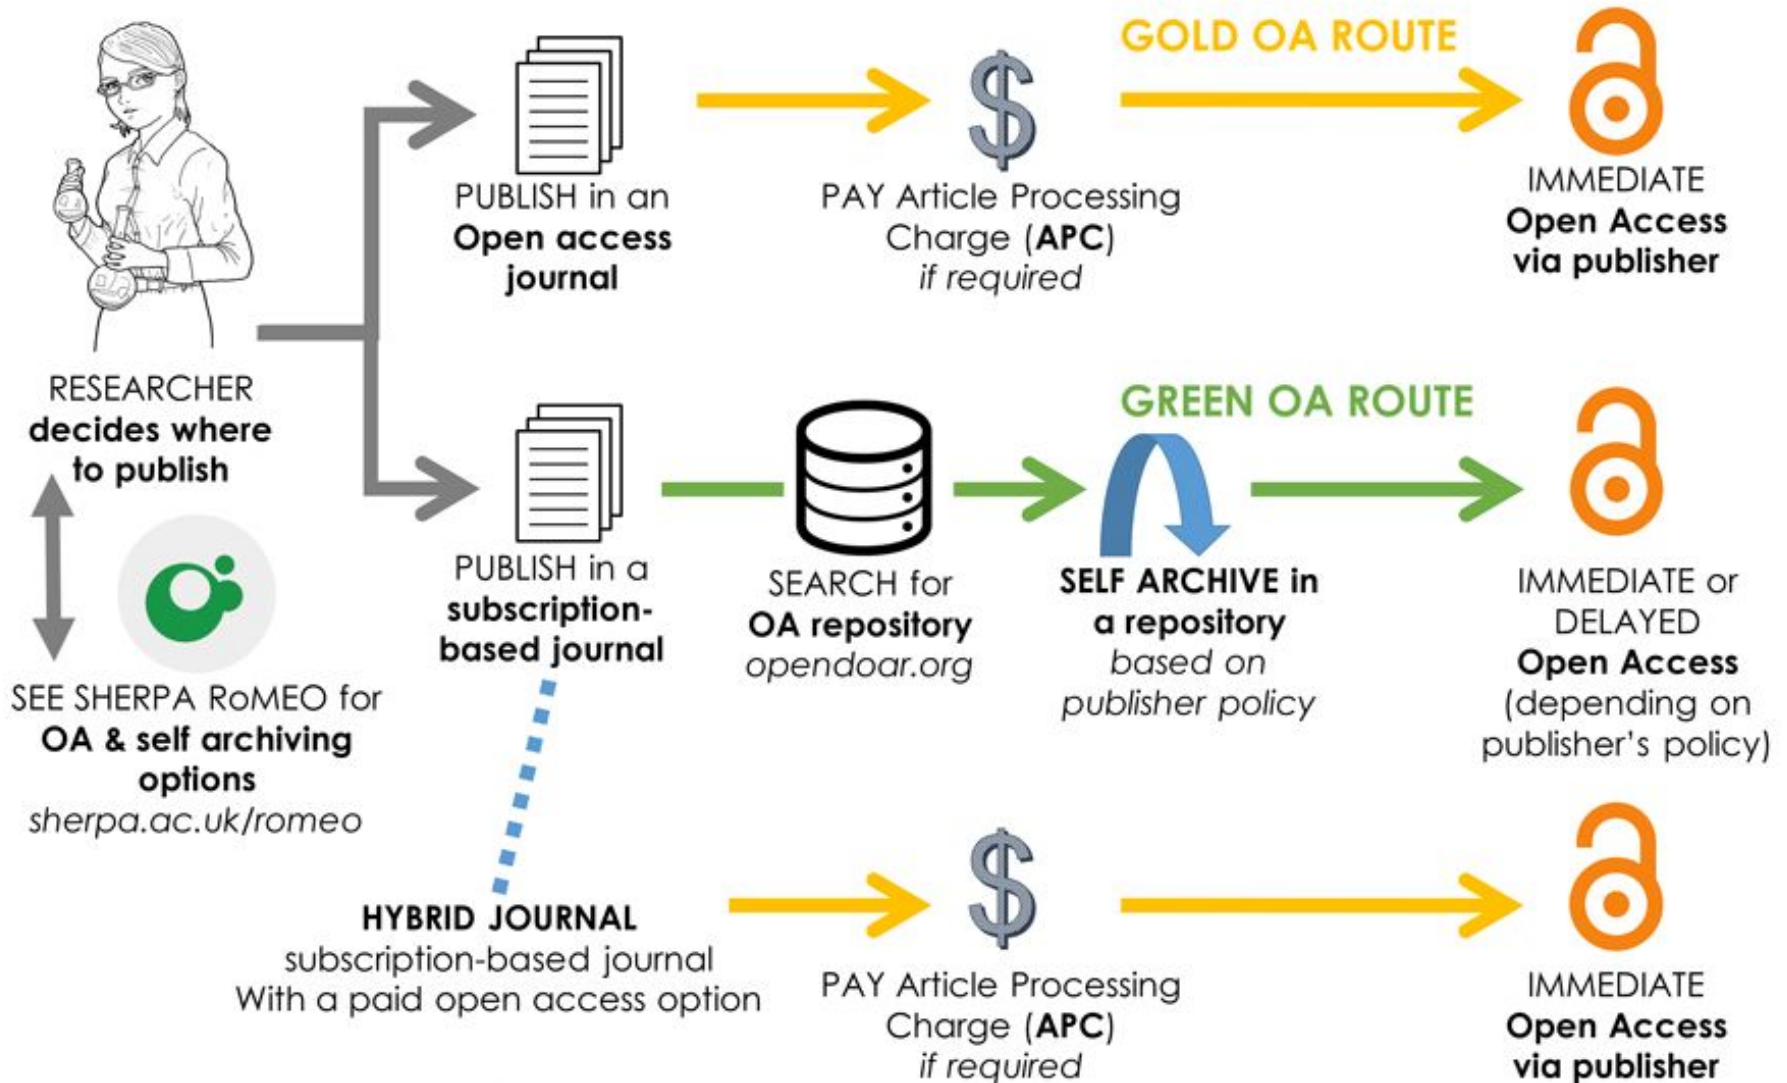 GOLD OA ROUTE
PUBLISH in an
Open access
journal
PAY Article Processing
Charge (APC)
if required
IMMEDIATE
Open Access
via publisher
RESEARCHER
decides where
to publish
SEE SHERPA RoMEO for
OA & self archiving
options
sherpa.ac.uk/romeo
GREEN OA ROUTE
PUBLISH in a
subscription-
based journal
SEARCH for
OA repository
opendoar.org
SELF ARCHIVE in
a repository
based on
publisher policy
IMMEDIATE or
DELAYED
Open Access
(depending on
publisher's policy)
HYBRID JOURNAL
subscription-based journal
With a paid open access option
PAY Article Processing
Charge (APC)
if required
IMMEDIATE
Open Access
via publisher